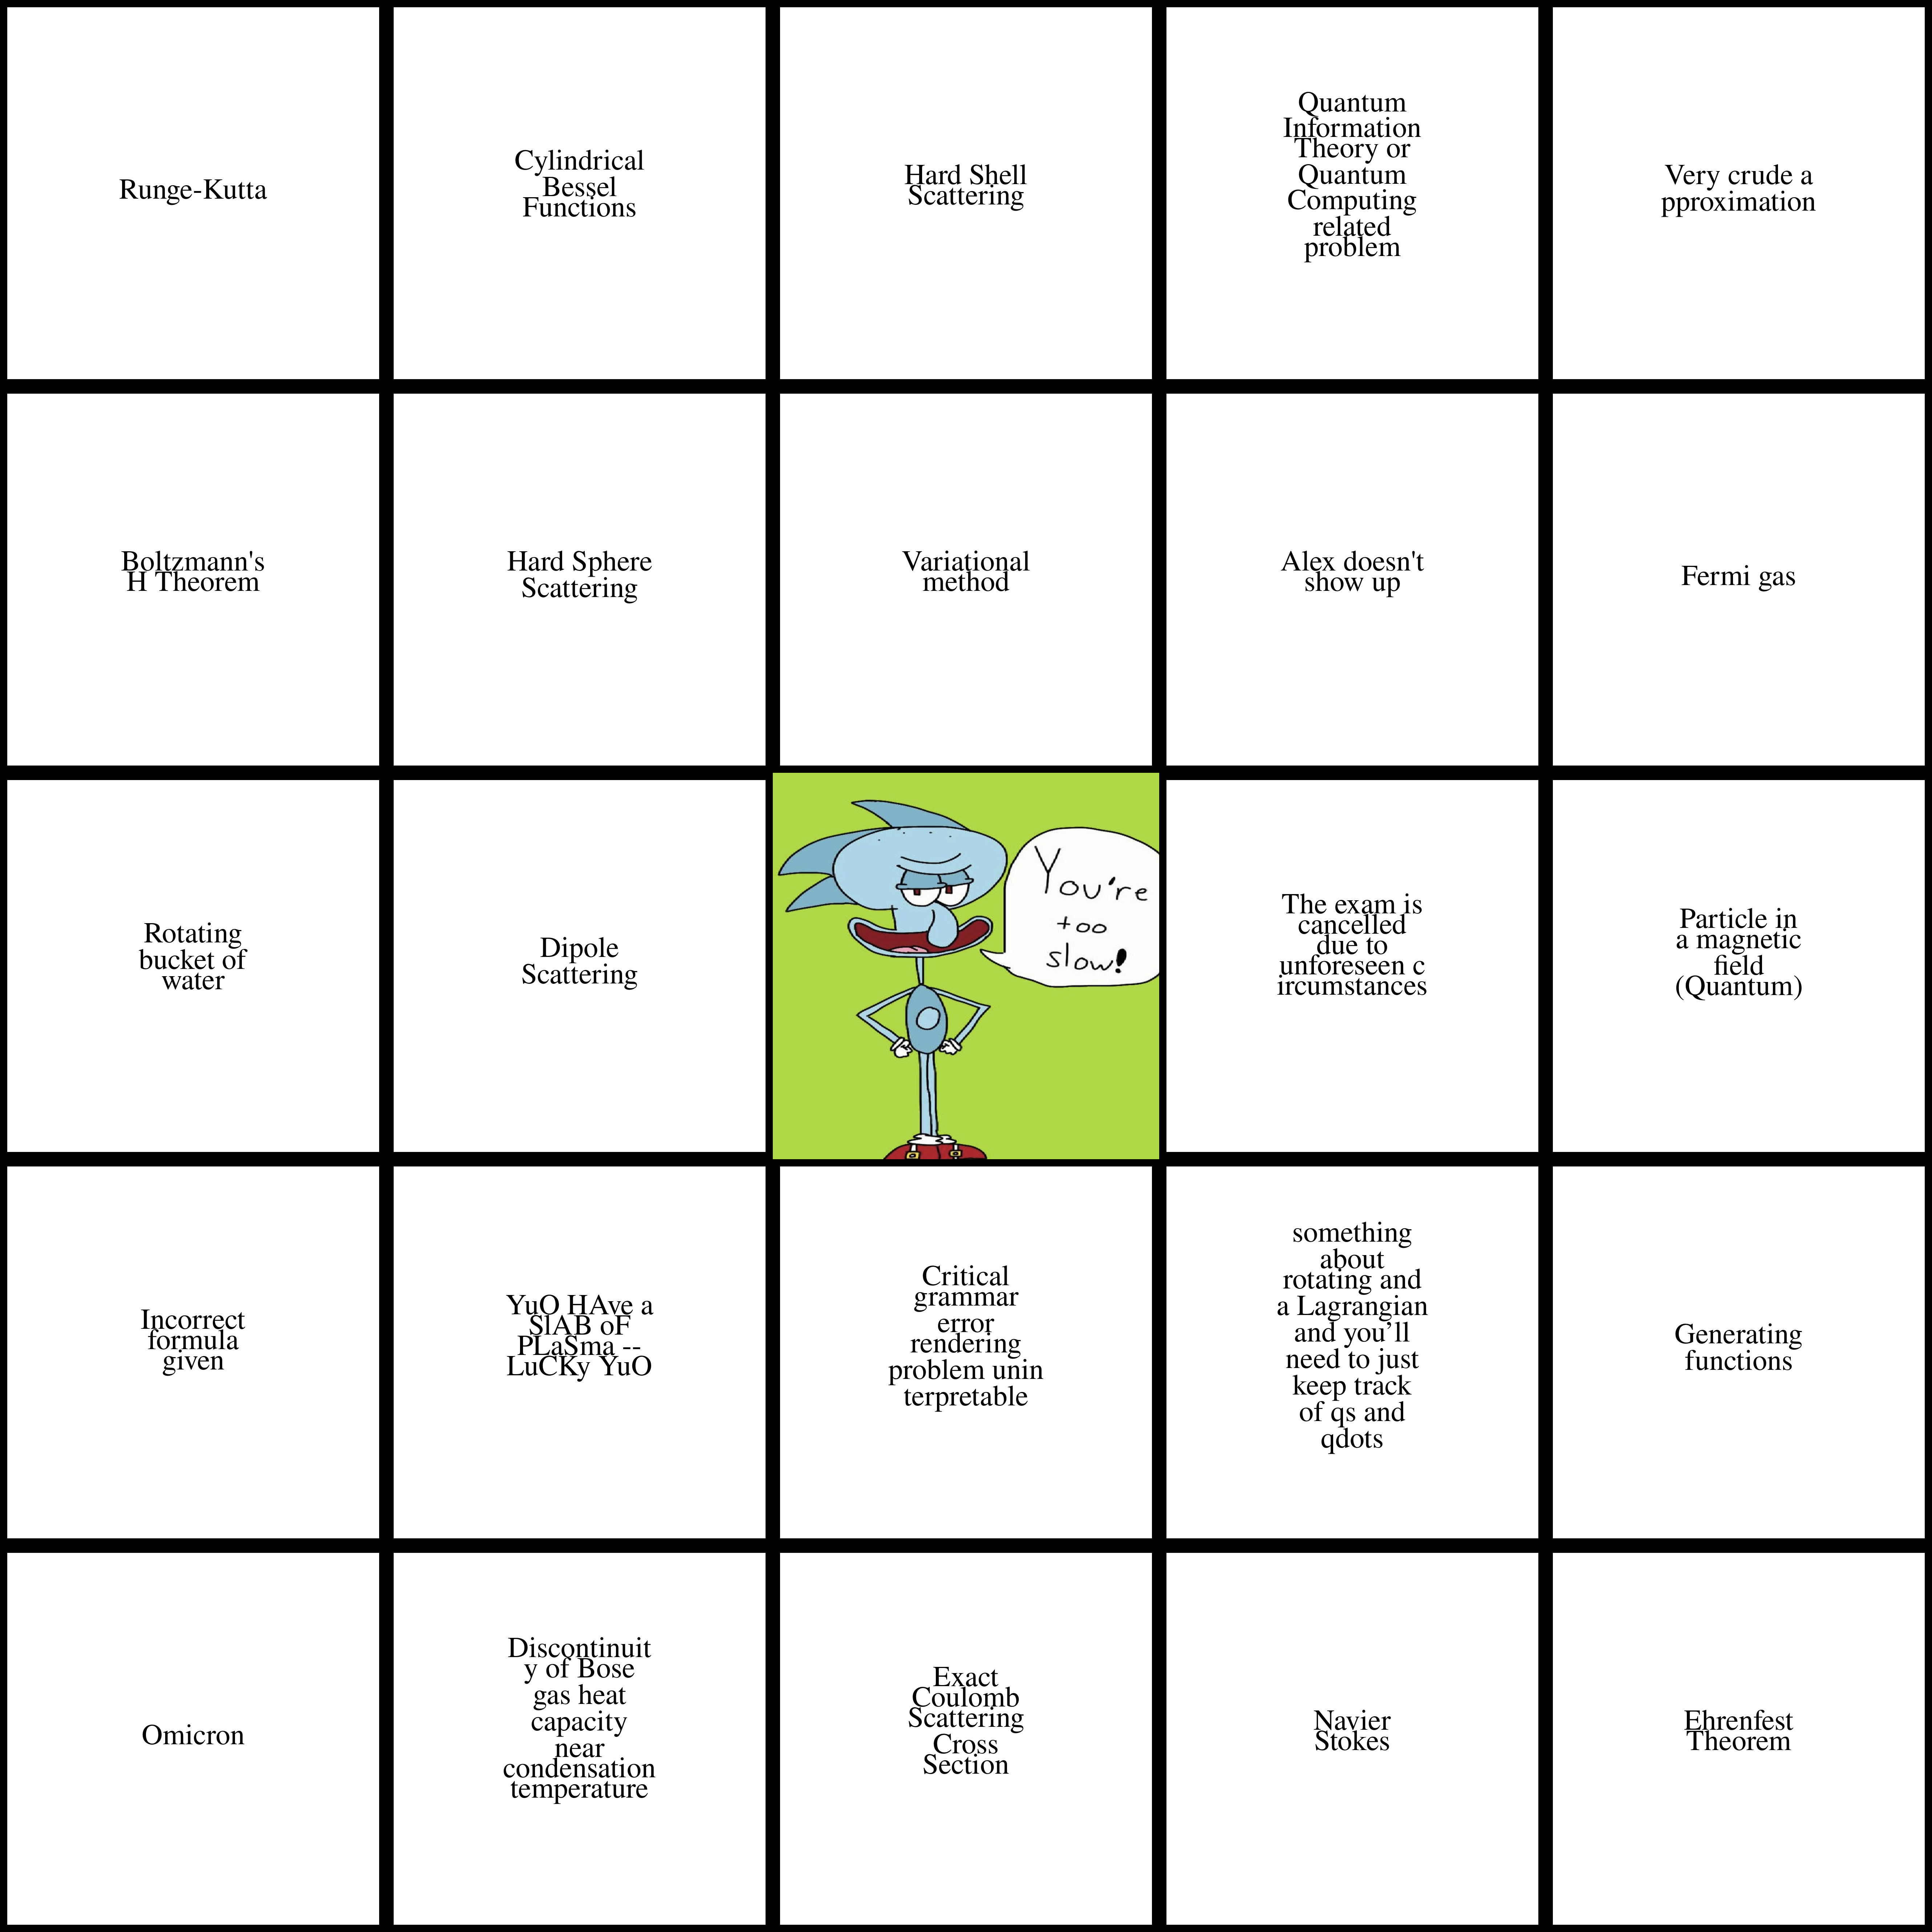 Runge-Kutta
Cylindrical
Bessel
Functions
Hard Shell
Scattering
Quantum
Information
Theory or
Quantum
Computing
related
problem
Very crude a
pproximation
Boltzmann's
H Theorem
Hard Sphere
Scattering
Variational
method
Alex doesn't
show up
Fermi gas
Rotating
bucket of
water
Dipole
Scattering
You're
too
slow!
The exam is
cancelled
due to
unforeseen c
ircumstances
Particle in
a magnetic
field
(Quantum)
Incorrect
formula
given
YuO HAve a
SlAB oF
PLaSma --
LuCKy YuO
Critical
grammar
error
rendering
problem unin
terpretable
something
about
rotating and
a Lagrangian
and you’ll
need to just
keep track
of qs and
qdots
Generating
functions
Omicron
Discontinuit
y of Bose
gas heat
capacity
near
condensation
temperature
Exact
Coulomb
Scattering
Cross
Section
Navier
Stokes
Ehrenfest
Theorem